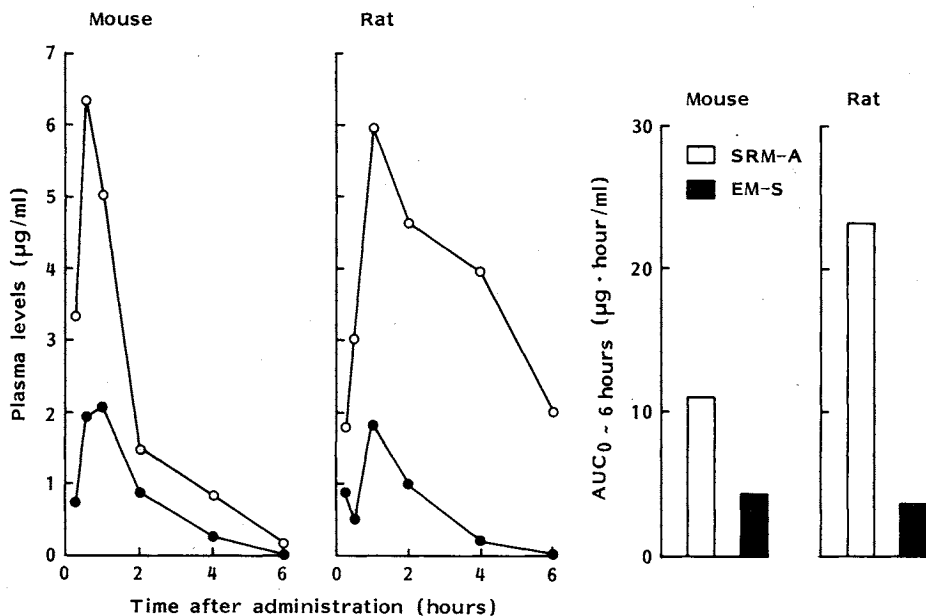 Mouse
Rat
Plasma levels (μg/ml)
7
6
5
4
3
2
1
0
0 2 4 6
0 2 4 6
Time after administration (hours)
Mouse
Rat
AUC0 ~ 6 hours (μg · hour/ml)
30
20
10
0
SRM-A
EM-S